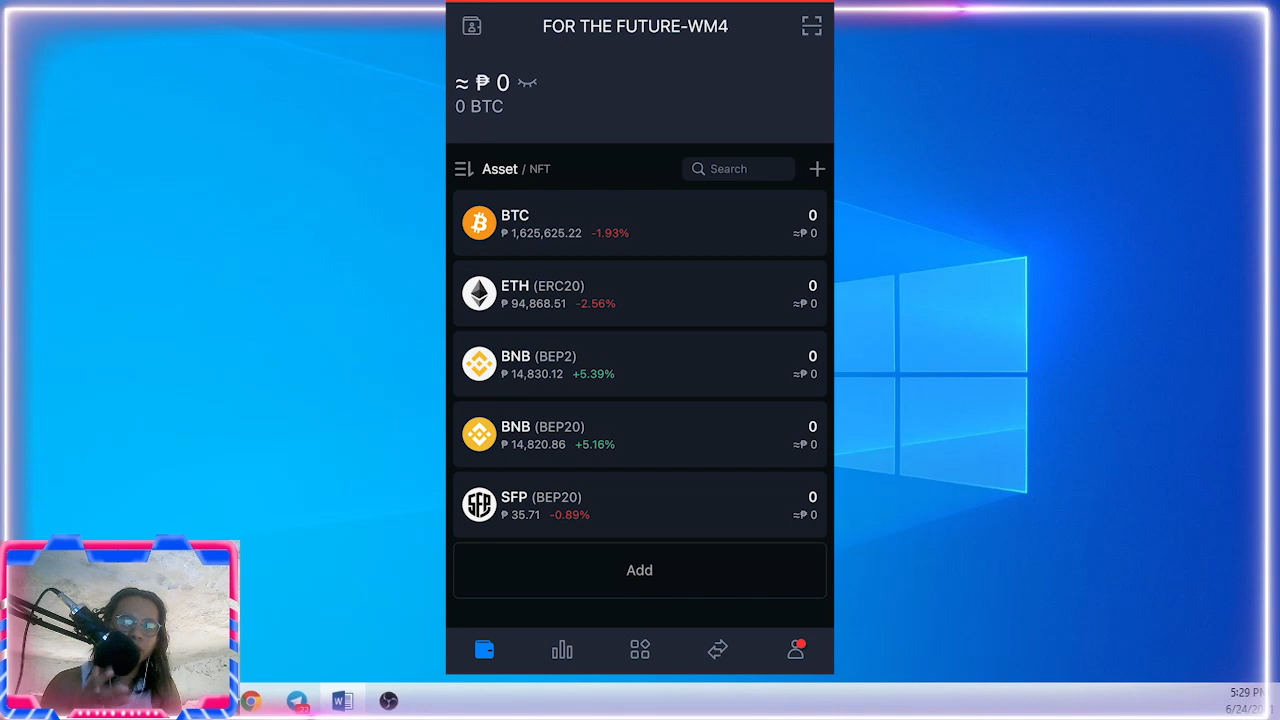 FOR THE FUTURE-WM4
≈ ₱ 0
0 BTC
Asset / NFT
Search
BTC
0
₱ 1,625,625.22 -1.93%
≈₱ 0
ETH (ERC20)
0
₱ 94,868.51 -2.56%
≈₱ 0
BNB (BEP2)
0
₱ 14,830.12 +5.39%
≈₱ 0
BNB (BEP20)
0
₱ 14,820.86 +5.16%
≈₱ 0
SFP (BEP20)
0
₱ 35.71 -0.89%
≈₱ 0
Add
5:29 PM